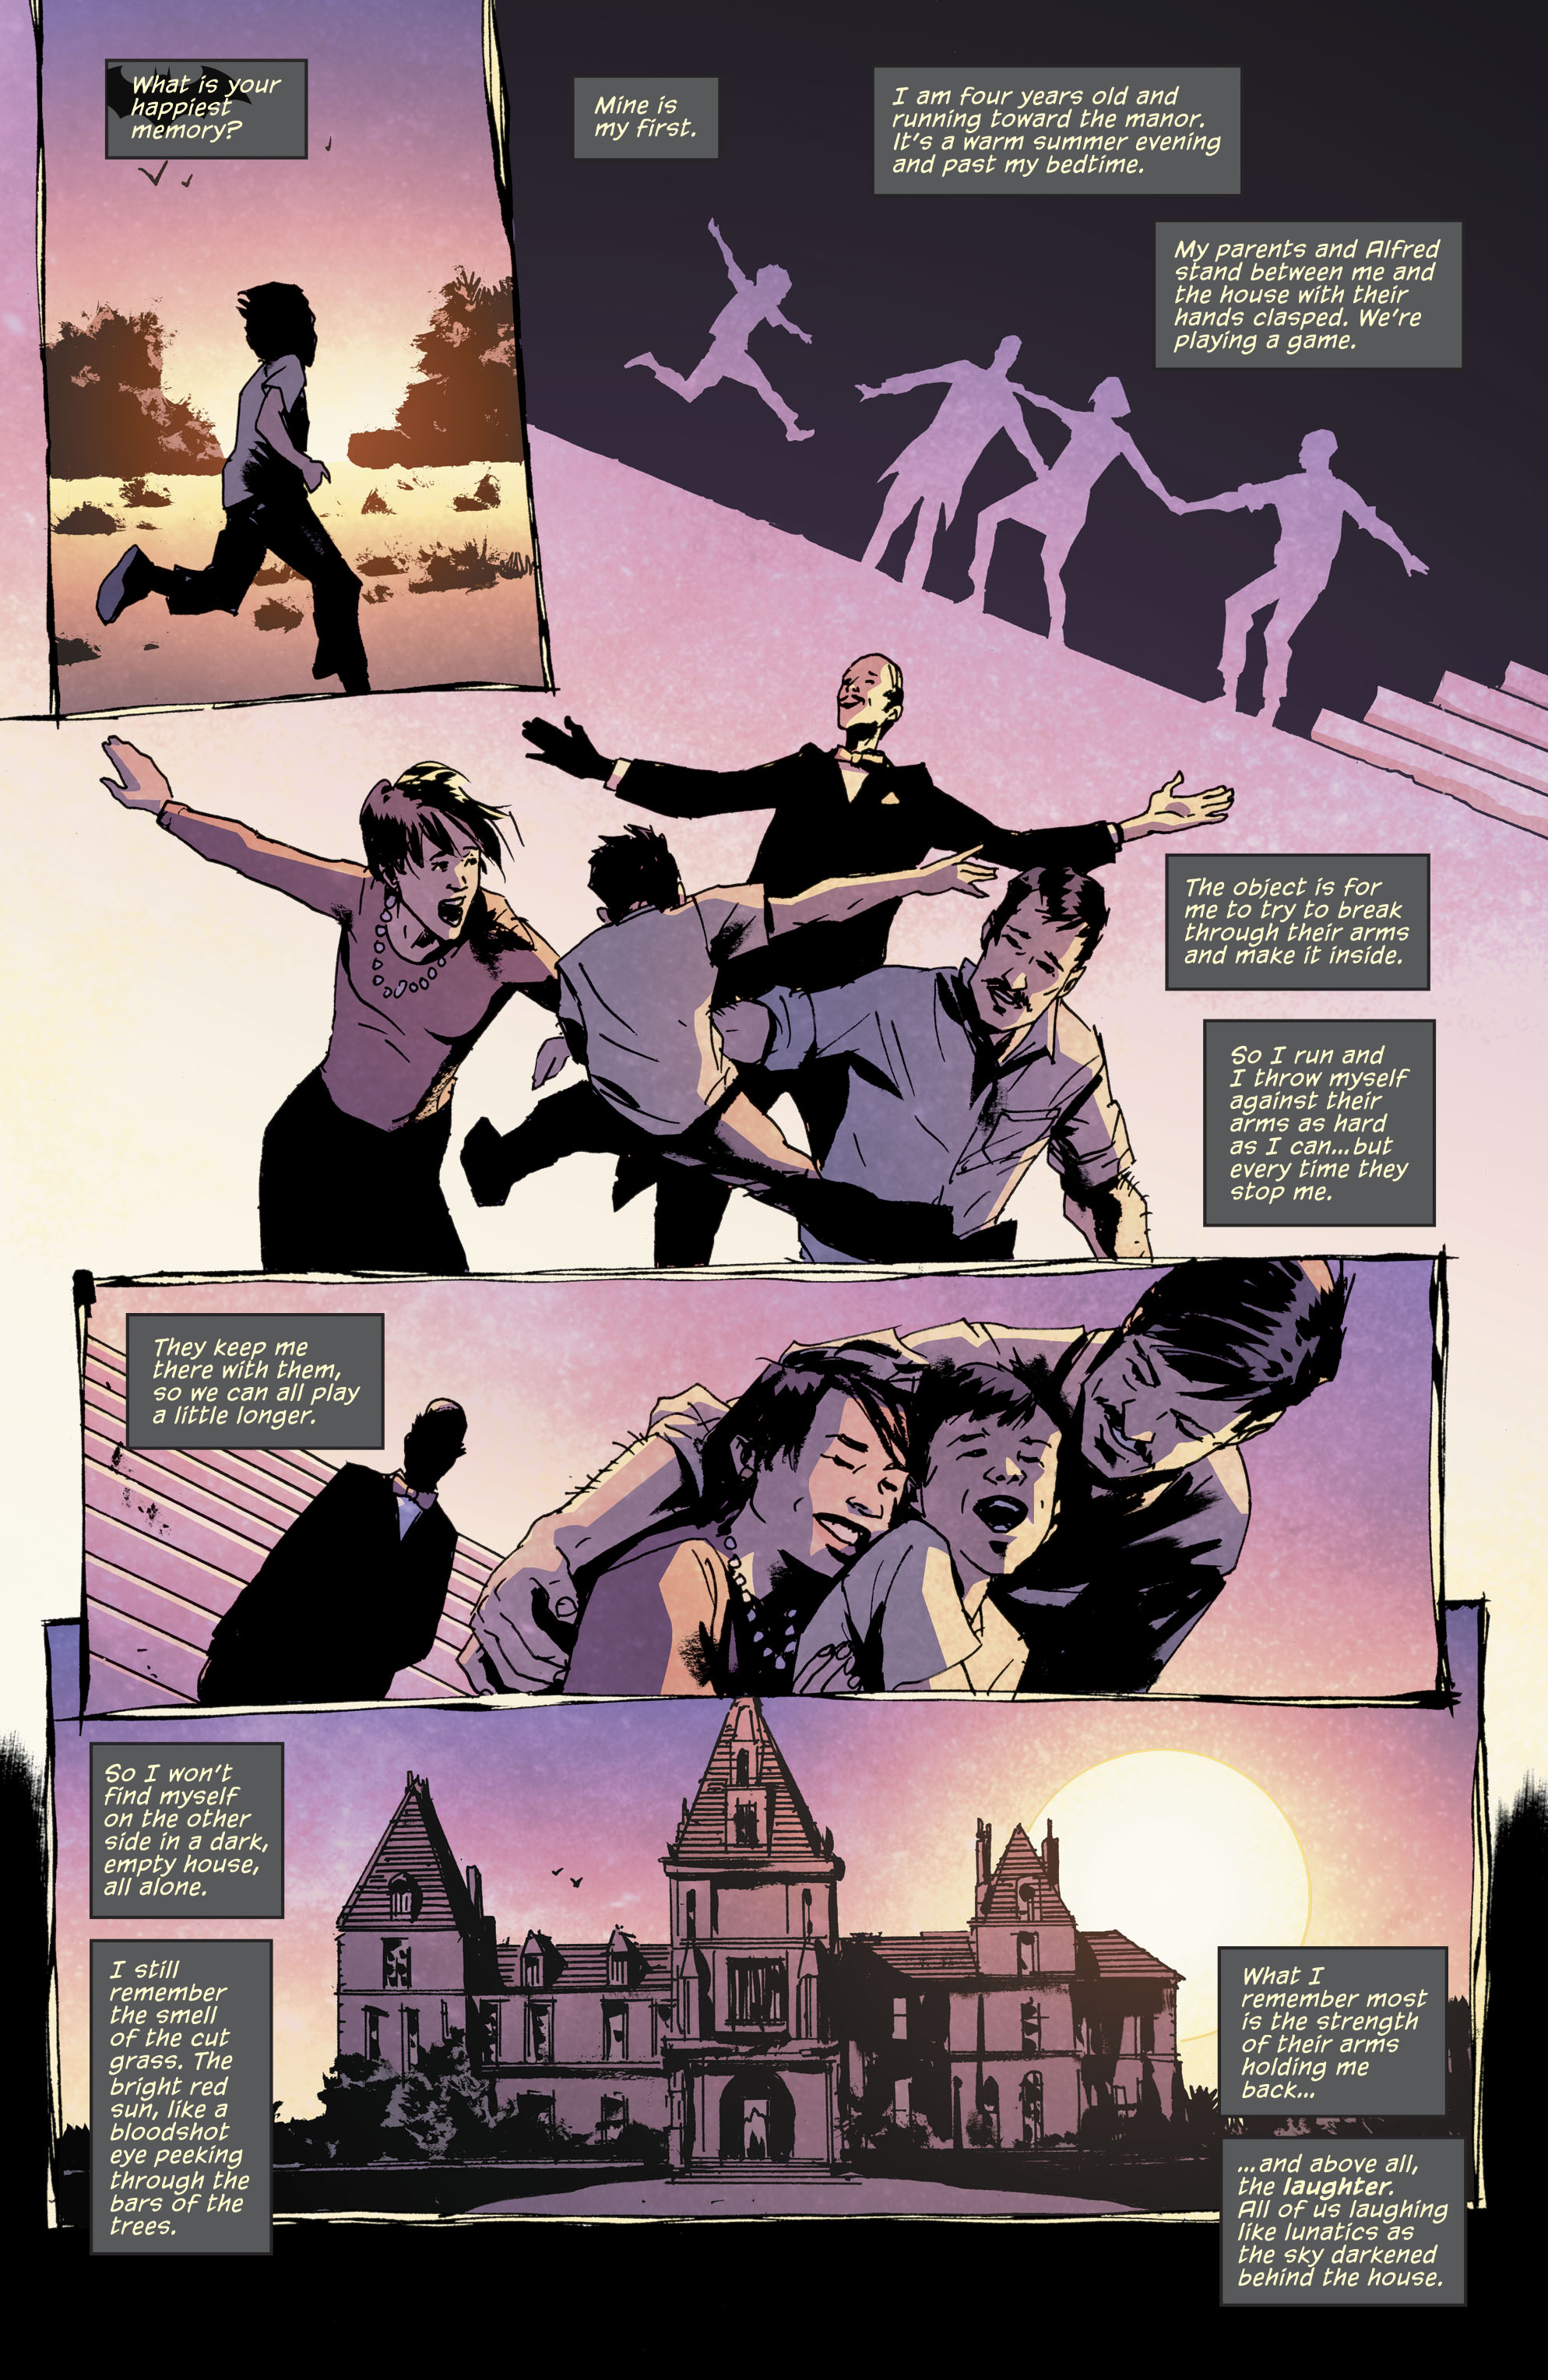 What is your
happiest
memory?
Mine is
my first.
I am four years old and
running toward the manor.
It's a warm summer evening
and past my bedtime.
My parents and Alfred
stand between me and
the house with their
hands clasped. We're
playing a game.
The object is for
me to try to break
through their arms
and make it inside.
So I run and
I throw myself
against their
arms as hard
as I can...but
every time they
stop me.
They keep me
there with them,
so we can all play
a little longer.
So I won't
find myself
on the other
side in a dark,
empty house,
all alone.
I still
remember
the smell
of the cut
grass. The
bright red
sun, like a
bloodshot
eye peeking
through the
bars of the
trees.
What I
remember most
is the strength
of their arms
holding me
back...
...and above all,
the laughter.
All of us laughing
like lunatics as
the sky darkened
behind the house.